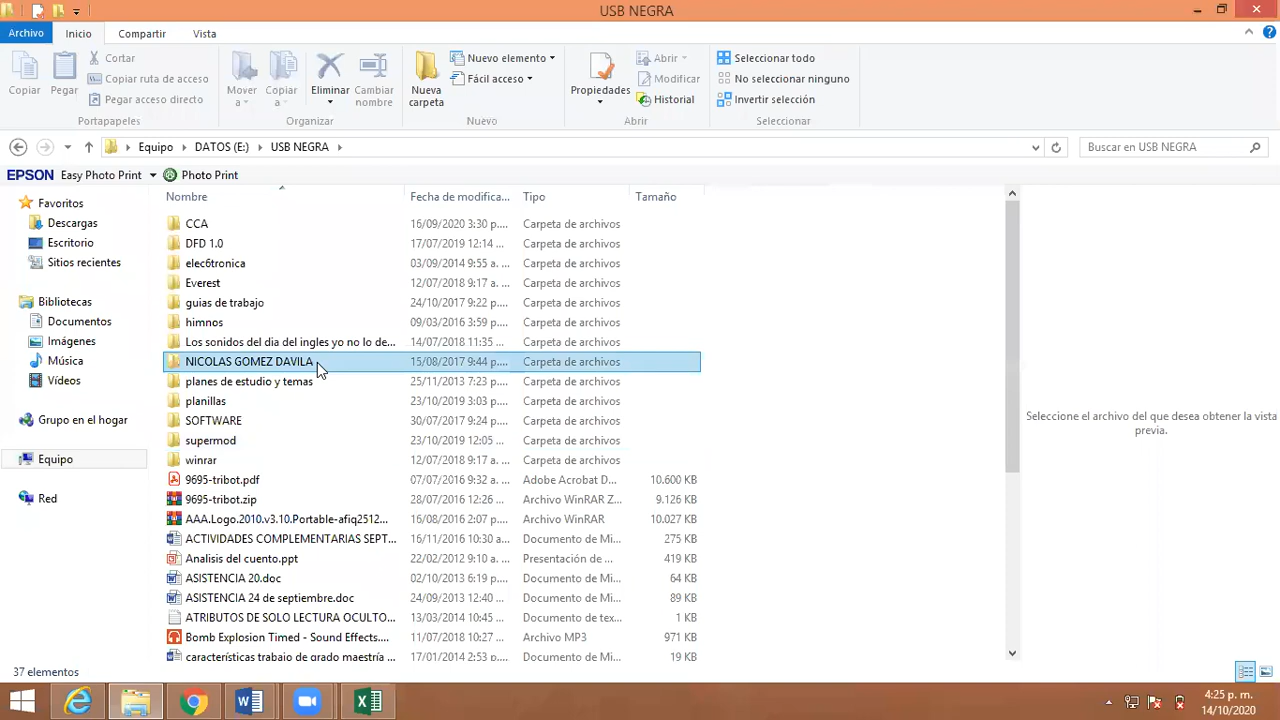 USB NEGRA
Archivo Inicio Compartir Vista
Copiar
Pegar
Cortar
Copiar ruta de acceso
Pegar acceso directo
Portapapeles
Mover a
Copiar a
Eliminar
Cambiar nombre
Organizar
Nueva carpeta
Nuevo elemento
Fácil acceso
Nuevo
Propiedades
Abrir
Modificar
Historial
Abrir
Seleccionar todo
No seleccionar ninguno
Invertir selección
Seleccionar
Equipo DATOS (E:) USB NEGRA
Buscar en USB NEGRA
EPSON Easy Photo Print Photo Print
Favoritos
Descargas
Escritorio
Sitios recientes
Bibliotecas
Documentos
Imágenes
Música
Vídeos
Grupo en el hogar
Equipo
Red
Nombre Fecha de modifica... Tipo Tamaño
CCA 16/09/2020 3:30 p.... Carpeta de archivos
DFD 1.0 17/07/2019 12:14 ... Carpeta de archivos
elec6tronica 03/09/2014 9:55 a. ... Carpeta de archivos
Everest 12/07/2018 9:17 a. ... Carpeta de archivos
guias de trabajo 24/10/2017 9:22 p.... Carpeta de archivos
himnos 09/03/2016 3:59 p.... Carpeta de archivos
Los sonidos del dia del ingles yo no lo de... 14/07/2018 11:35 ... Carpeta de archivos
NICOLAS GOMEZ DAVILA 15/08/2017 9:44 p.... Carpeta de archivos
planes de estudio y temas 25/11/2013 7:23 p.... Carpeta de archivos
planillas 23/10/2019 3:03 p.... Carpeta de archivos
SOFTWARE 30/07/2017 9:24 p.... Carpeta de archivos
supermod 23/10/2019 12:05 ... Carpeta de archivos
winrar 12/07/2018 9:17 a. ... Carpeta de archivos
9695-tribot.pdf 07/07/2016 9:32 a. ... Adobe Acrobat D... 10.600 KB
9695-tribot.zip 28/07/2016 12:26 ... Archivo WinRAR Z... 9.126 KB
AAA.Logo.2010.v3.10.Portable-afiq2512... 16/08/2016 2:07 p.... Archivo WinRAR 10.027 KB
ACTIVIDADES COMPLEMENTARIAS SEPT... 16/11/2016 10:30 a... Documento de Mi... 275 KB
Analisis del cuento.ppt 22/02/2012 9:10 a. ... Presentación de ... 419 KB
ASISTENCIA 20.doc 02/10/2013 6:19 p.... Documento de Mi... 64 KB
ASISTENCIA 24 de septiembre.doc 24/09/2013 12:40 ... Documento de Mi... 89 KB
ATRIBUTOS DE SOLO LECTURA OCULTO... 13/03/2014 10:45 ... Documento de tex... 1 KB
Bomb Explosion Timed - Sound Effects.... 11/07/2018 10:27 ... Archivo MP3 971 KB
características trabajo de grado maestría ... 17/01/2014 2:53 p.... Documento de Mi... 19 KB
Seleccione el archivo del que desea obtener la vista
previa.
37 elementos
4:25 p. m.
14/10/2020